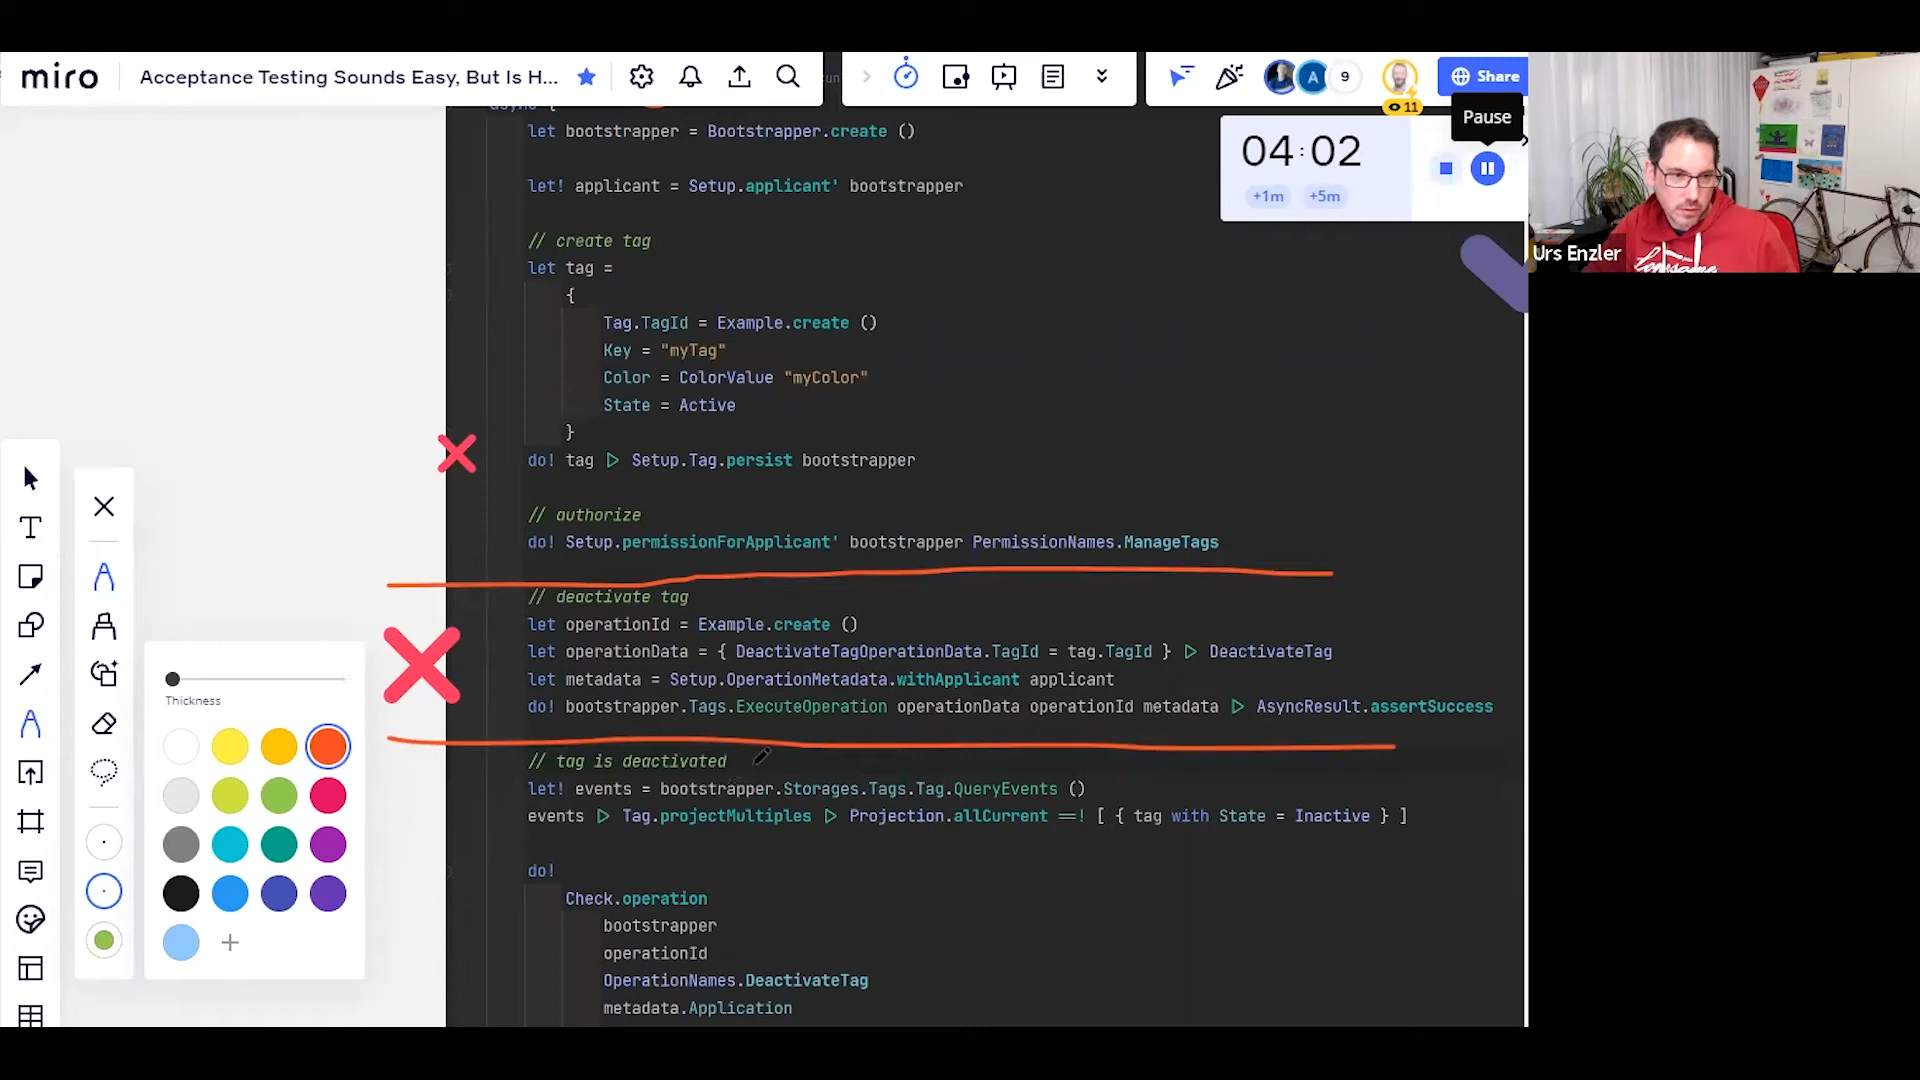 miro
Acceptance Testing Sounds Easy, But Is H...
A
9
11
Share
Pause
04:02
+1m
+5m
Urs Enzler
async {
let bootstrapper = Bootstrapper.create ()
let! applicant = Setup.applicant' bootstrapper
// create tag
let tag =
{
Tag.TagId = Example.create ()
Key = "myTag"
Color = ColorValue "myColor"
State = Active
}
do! tag ▷ Setup.Tag.persist bootstrapper
// authorize
do! Setup.permissionForApplicant' bootstrapper PermissionNames.ManageTags
// deactivate tag
let operationId = Example.create ()
let operationData = { DeactivateTagOperationData.TagId = tag.TagId } ▷ DeactivateTag
let metadata = Setup.OperationMetadata.withApplicant applicant
do! bootstrapper.Tags.ExecuteOperation operationData operationId metadata ▷ AsyncResult.assertSuccess
// tag is deactivated
let! events = bootstrapper.Storages.Tags.Tag.QueryEvents ()
events ▷ Tag.projectMultiples ▷ Projection.allCurrent ==! [ { tag with State = Inactive } ]
do!
Check.operation
bootstrapper
operationId
OperationNames.DeactivateTag
metadata.Application
Thickness